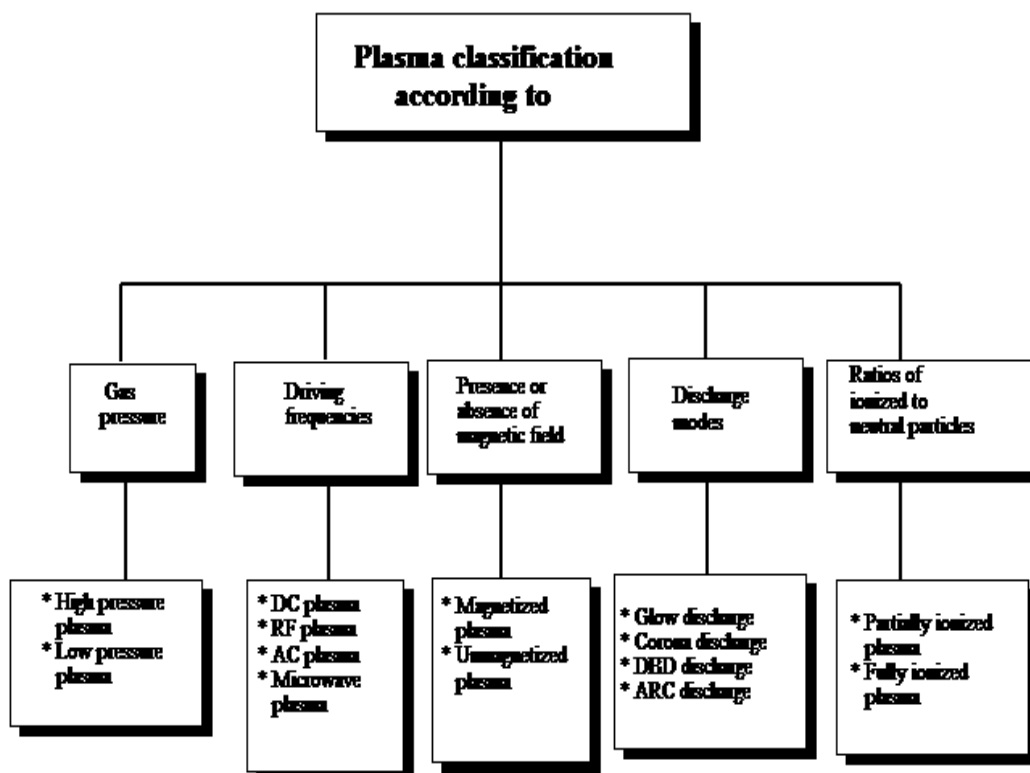 Plasma classification
according to
Gas
pressure
Driving
frequencies
Presence or
absence of
magnetic field
Discharge
modes
Ratios of
ionized to
neutral particles
* High pressure
plasma
* Low pressure
plasma
* DC plasma
* RF plasma
* AC plasma
* Microwave
plasma
* Magnetized
plasma
* Unmagnetized
plasma
* Glow discharge
* Corona discharge
* DBD discharge
* ARC discharge
* Partially ionized
plasma
* Fully ionized
plasma